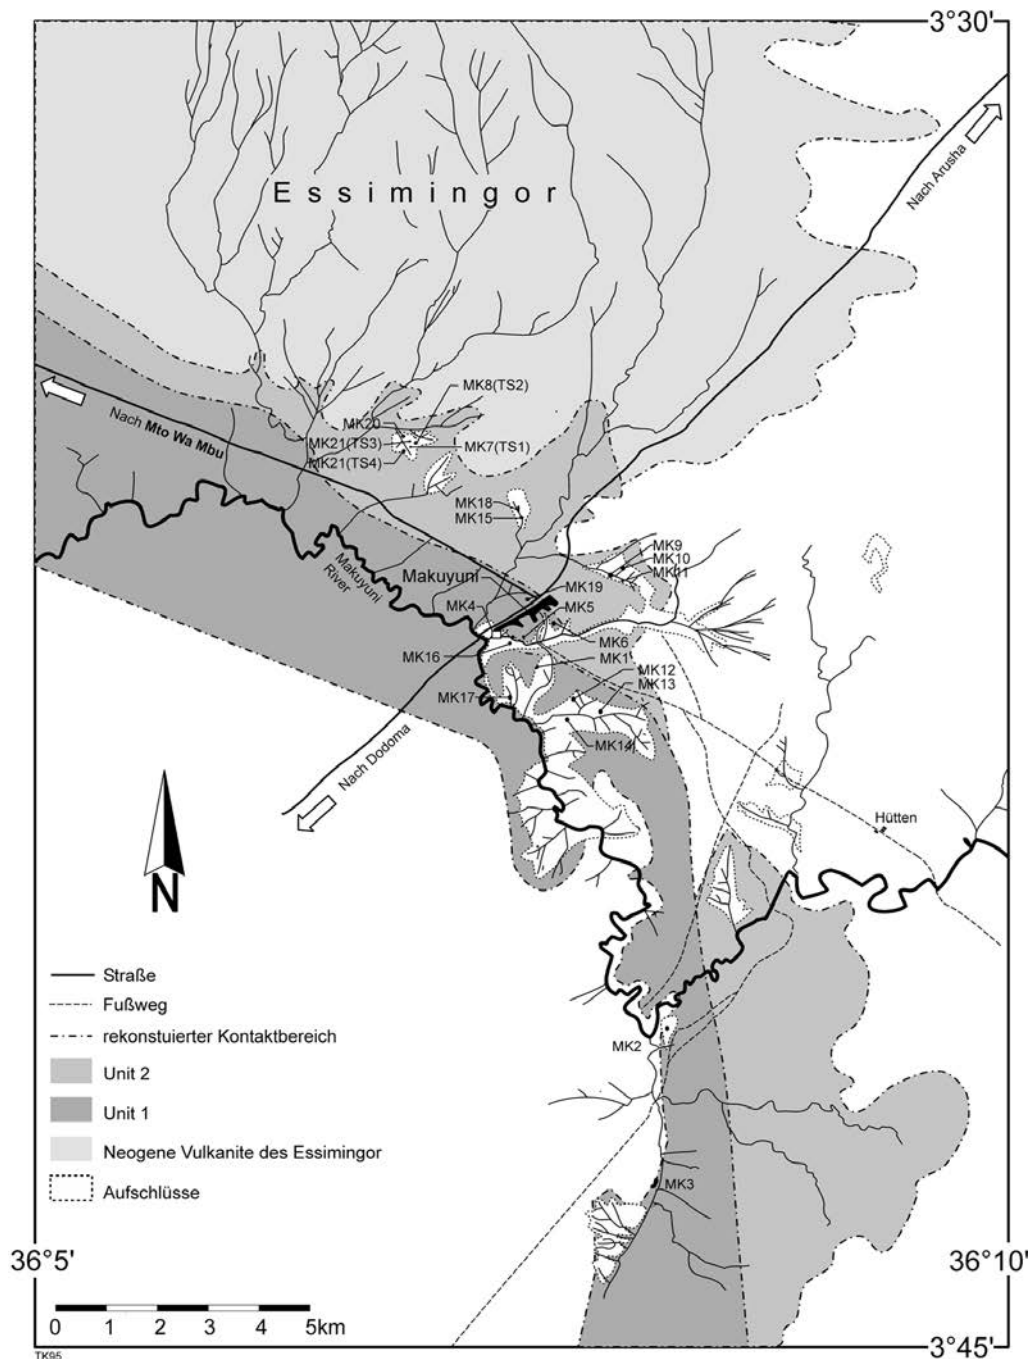 3°30'
Nach Arusha
Essimingor
MK8(TS2)
Nach Mto Wa Mbu
MK20
MK21(TS3)
MK7(TS1)
MK21(TS4)
MK18
MK15
MK9
MK10
MK11
Makuyuni
River
Makuyuni
MK19
MK4
MK5
MK6
MK16
MK1
MK12
MK13
MK17
MK14
Nach Dodoma
Hütten
N
Straße
Fußweg
rekonstuierter Kontaktbereich
MK2
Unit 2
Unit 1
Neogene Vulkanite des Essimingor
Aufschlüsse
MK3
36°5'
36°10'
0 1 2 3 4 5km
3°45'
TK95